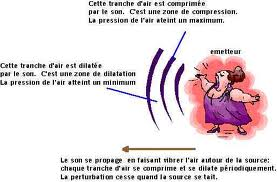 Cette tranche d'air est comprimée
par le son. C'est une zone de compression.
La pression de l'air atteint un maximum.
emetteur
Cette tranche d'air est dilatée
par le son. C'est une zone de dilatation
La pression de l'air atteint un minimum
Le son se propage en faisant vibrer l'air autour de la source:
chaque tranche d'air se comprime et se dilate périodiquement.
La perturbation cesse quand la source se tait.